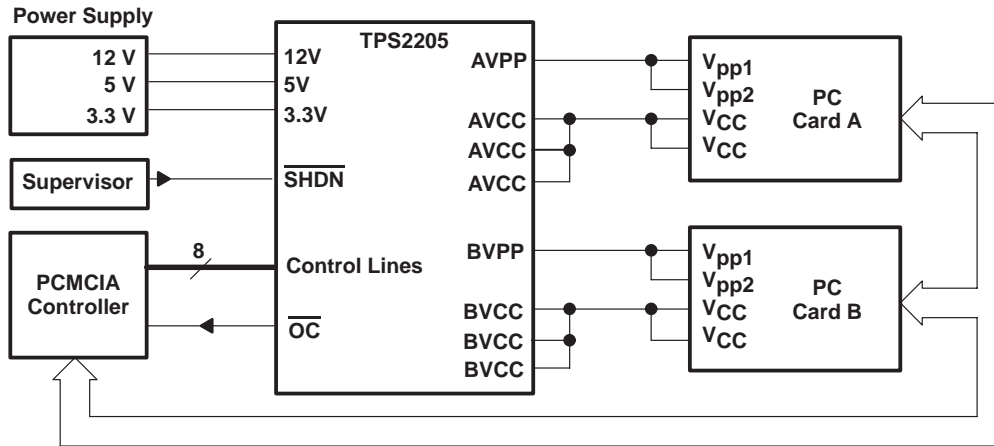 Power Supply
12 V
5 V
3.3 V
Supervisor
PCMCIA
Controller
8
TPS2205
12V
5V
3.3V
SHDN
Control Lines
OC
AVPP
AVCC
AVCC
AVCC
BVPP
BVCC
BVCC
BVCC
Vpp1
Vpp2
VCC
VCC
PC
Card A
Vpp1
Vpp2
VCC
VCC
PC
Card B